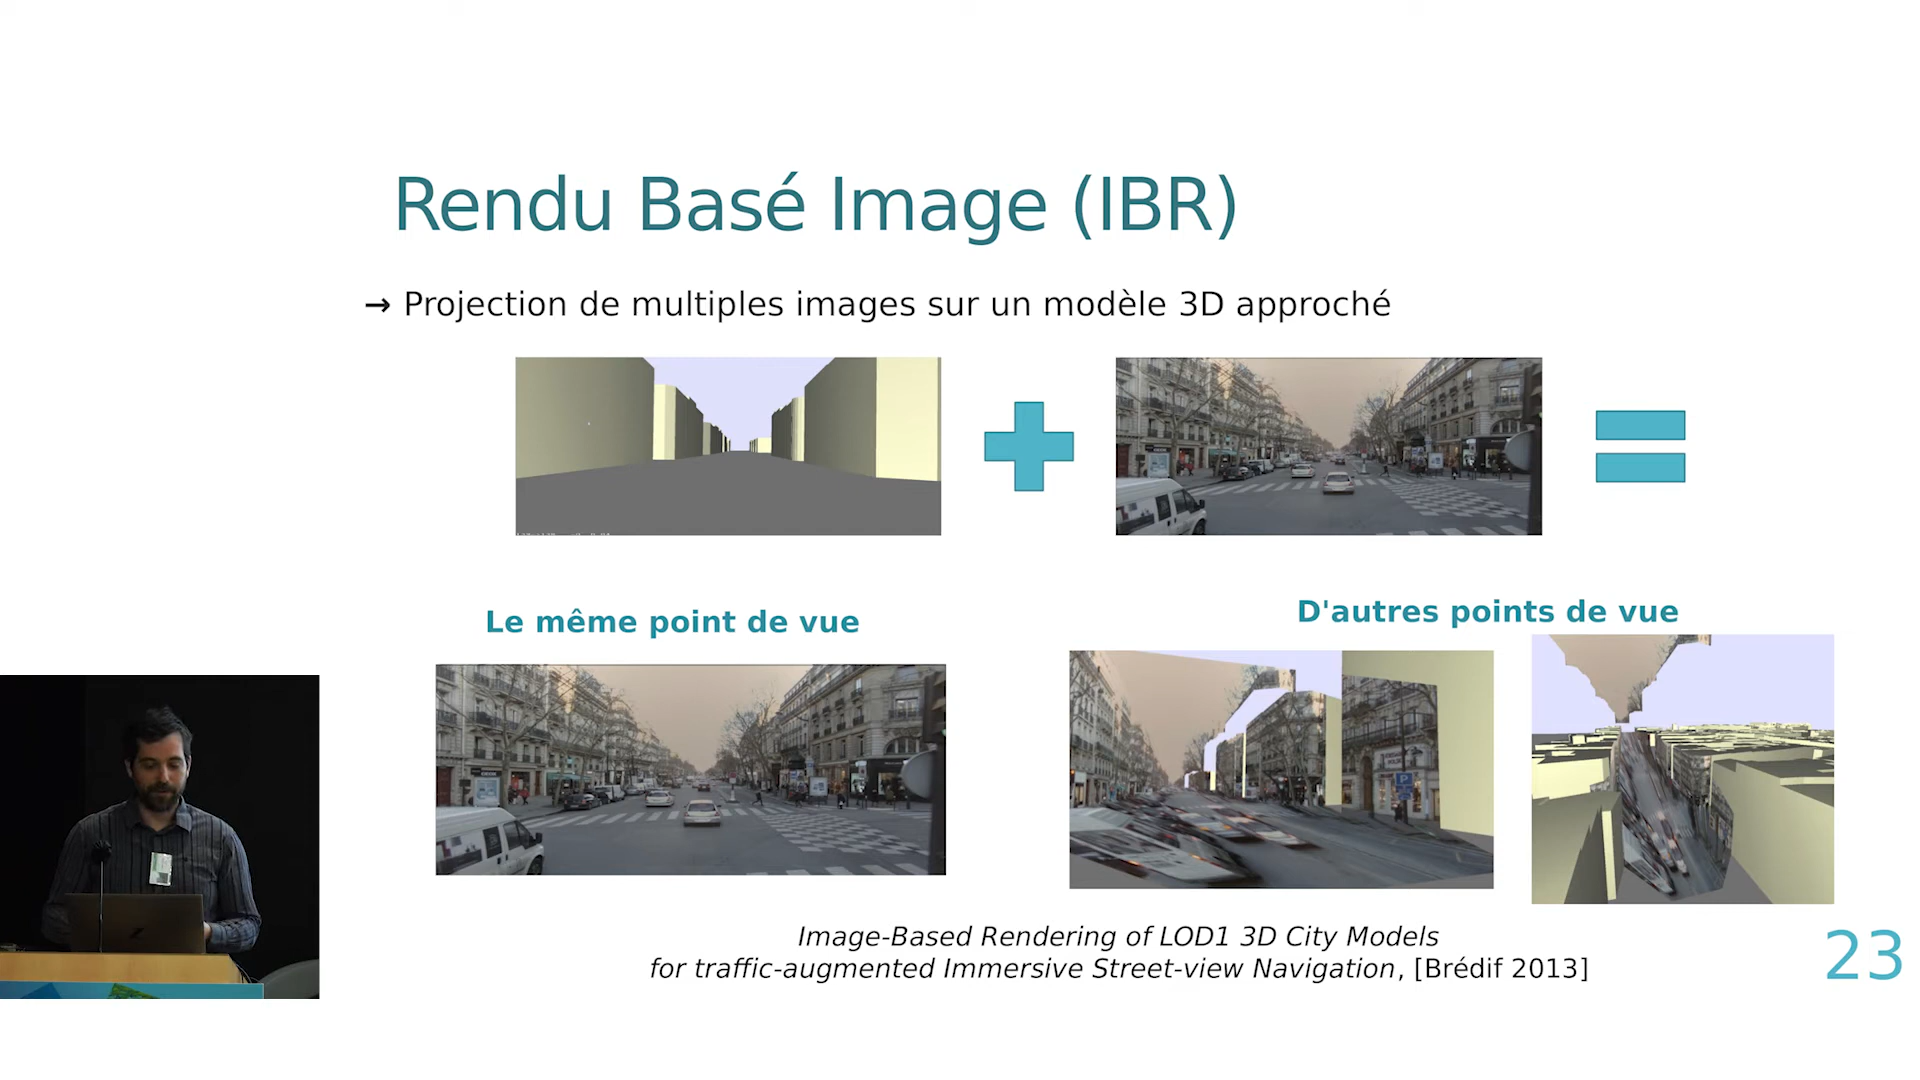 Rendu Basé Image (IBR)
→ Projection de multiples images sur un modèle 3D approché
Le même point de vue
D'autres points de vue
P
Image-Based Rendering of LOD1 3D City Models
for traffic-augmented Immersive Street-view Navigation, [Brédif 2013]
23